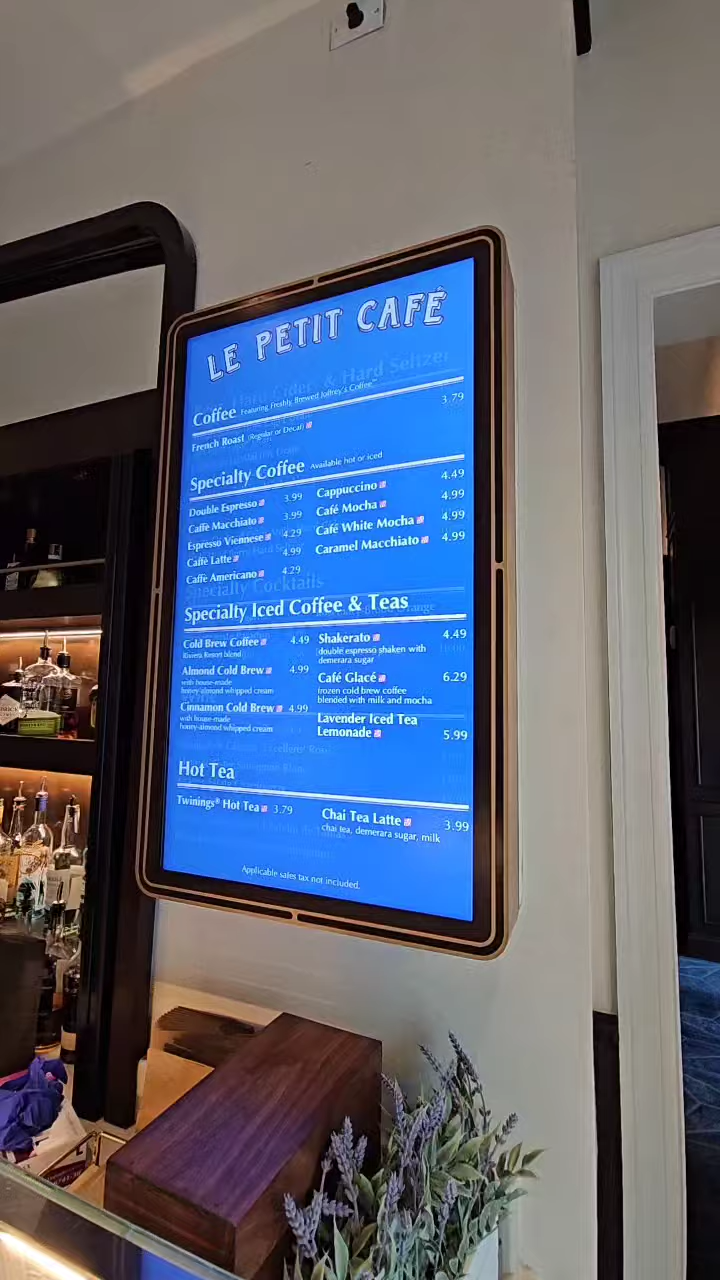 LE PETIT CAFÉ
Coffee Featuring Freshly Brewed Joffrey's Coffee™
French Roast (Regular or Decaf) 3.79
Specialty Coffee Available hot or iced
Double Espresso 3.99
Caffè Macchiato 3.99
Espresso Viennese 4.29
Caffè Latte 4.99
Caffè Americano 4.29
Cappuccino 4.49
Café Mocha 4.99
Café White Mocha 4.99
Caramel Macchiato 4.99
Specialty Iced Coffee & Teas
Cold Brew Coffee 4.49
Riviera Resort blend
Almond Cold Brew 4.99
with house-made
honey-almond whipped cream
Cinnamon Cold Brew 4.99
with house-made
honey-almond whipped cream
Shakerato 4.49
double espresso shaken with
demerara sugar
Café Glacé 6.29
frozen cold brew coffee
blended with milk and mocha
Lavender Iced Tea
Lemonade 5.99
Hot Tea
Twinings® Hot Tea 3.79
Chai Tea Latte 3.99
chai tea, demerara sugar, milk
Applicable sales tax not included.
Hard Cider, & Hard Seltzer
Specialty Cocktails